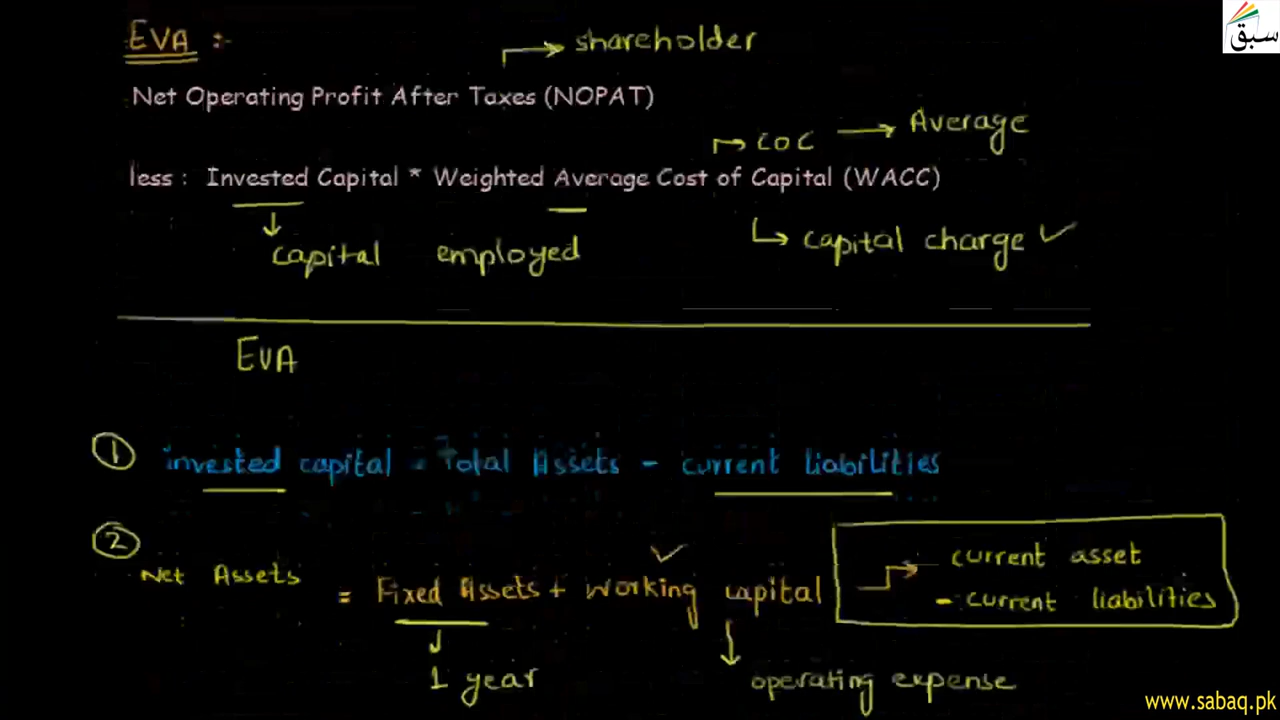 EVA :-
shareholder
سبق
Net Operating Profit After Taxes (NOPAT)
COC Average
less : Invested Capital * Weighted Average Cost of Capital (WACC)
capital employed
capital charge
EVA
1 invested capital = Total Assets - current liabilities
2 Net Assets = Fixed Assets + Working capital
current asset
- current liabilities
1 year
operating expense
www.sabaq.pk